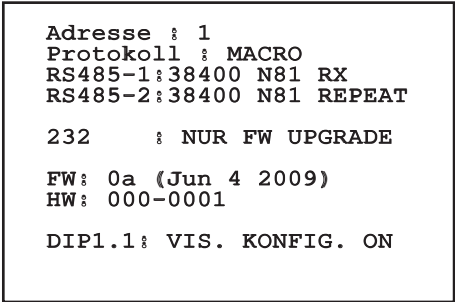 Adresse : 1
Protokoll : MACRO
RS485-1:38400 N81 RX
RS485-2:38400 N81 REPEAT
232 : NUR FW UPGRADE
FW: 0a (Jun 4 2009)
HW: 000-0001
DIP1.1: VIS. KONFIG. ON